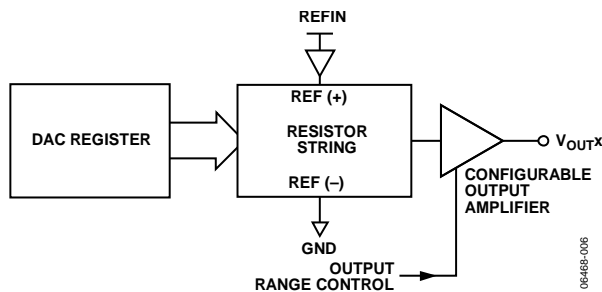 REFIN
REF (+)
DAC REGISTER
RESISTOR
STRING
REF (–)
GND
VOUTx
CONFIGURABLE
OUTPUT
AMPLIFIER
OUTPUT
RANGE CONTROL
06468-006